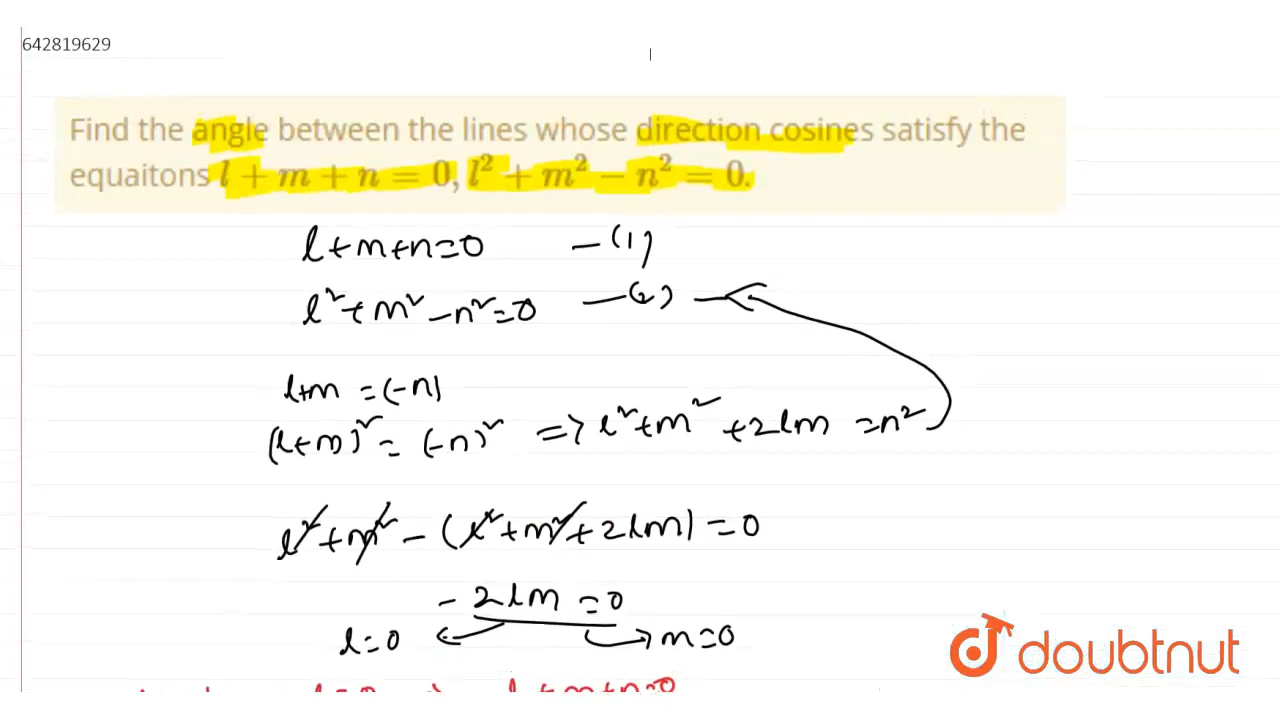 642819629
Find the angle between the lines whose direction cosines satisfy the
equaitons l + m + n = 0, l² + m² − n² = 0.
l+m+n=0 —(1)
l²+m²−n²=0 —(2)
l+m = (−n)
(l+m)² = (−n)² => l²+m²+2lm = n²
l²+m² − (l²+m²+2lm) = 0
− 2lm = 0
l=0 m=0
l=0 l+m+n=0
doubtnut